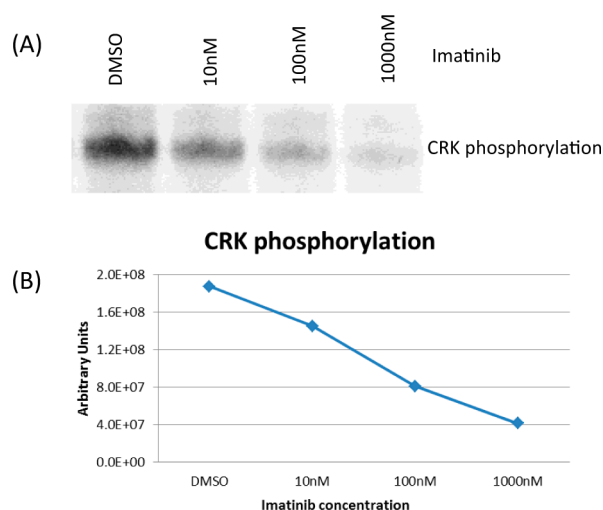 (A)
DMSO
10nM
100nM
1000nM
Imatinib
CRK phosphorylation
CRK phosphorylation
(B)
2.0E+08
1.6E+08
1.2E+08
8.0E+07
4.0E+07
0.0E+00
Arbitrary Units
DMSO 10nM 100nM 1000nM
Imatinib concentration